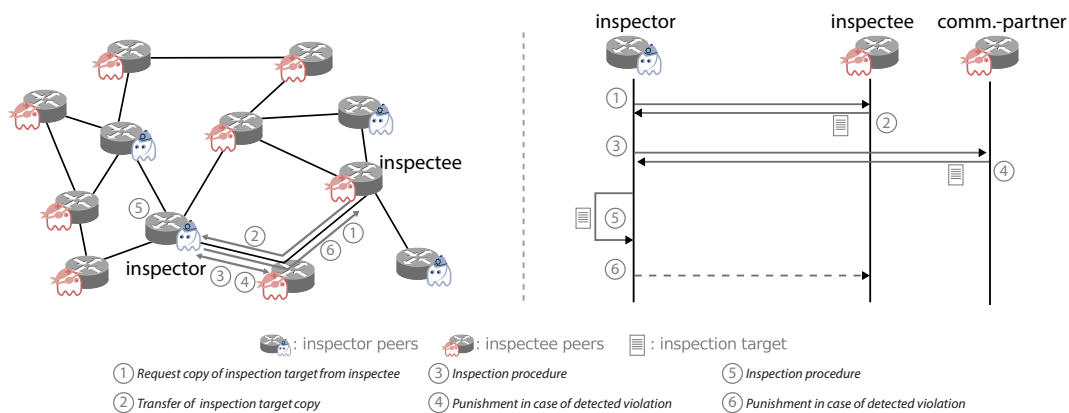 inspector
inspectee
comm.-partner
①
②
③
④
⑤
⑥
inspectee
inspector
⑤
②
①
⑥
③
④
: inspector peers
: inspectee peers
: inspection target
① Request copy of inspection target from inspectee
③ Inspection procedure
⑤ Inspection procedure
② Transfer of inspection target copy
④ Punishment in case of detected violation
⑥ Punishment in case of detected violation